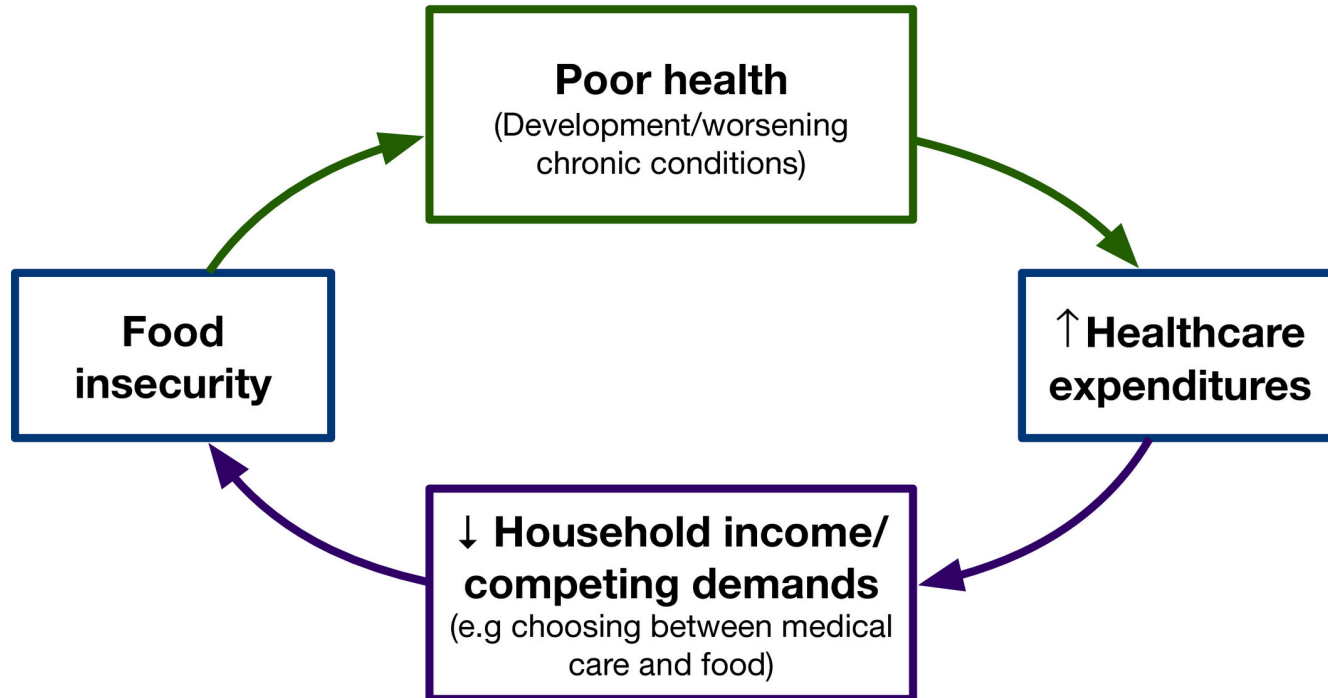 Poor health
(Development/worsening
chronic conditions)
Food
insecurity
↑Healthcare
expenditures
↓ Household income/
competing demands
(e.g choosing between medical
care and food)